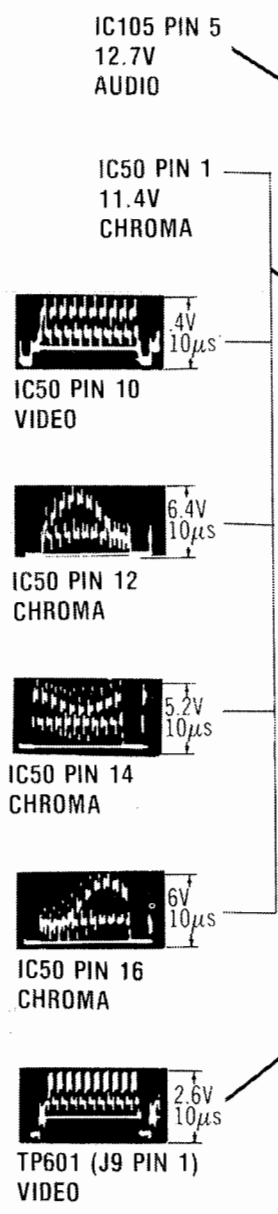 IC105 PIN 5
12.7V
AUDIO
IC50 PIN 1
11.4V
CHROMA
.4V
10µs
IC50 PIN 10
VIDEO
6.4V
10µs
IC50 PIN 12
CHROMA
5.2V
10µs
IC50 PIN 14
CHROMA
6V
10µs
IC50 PIN 16
CHROMA
2.6V
10µs
TP601 (J9 PIN 1)
VIDEO